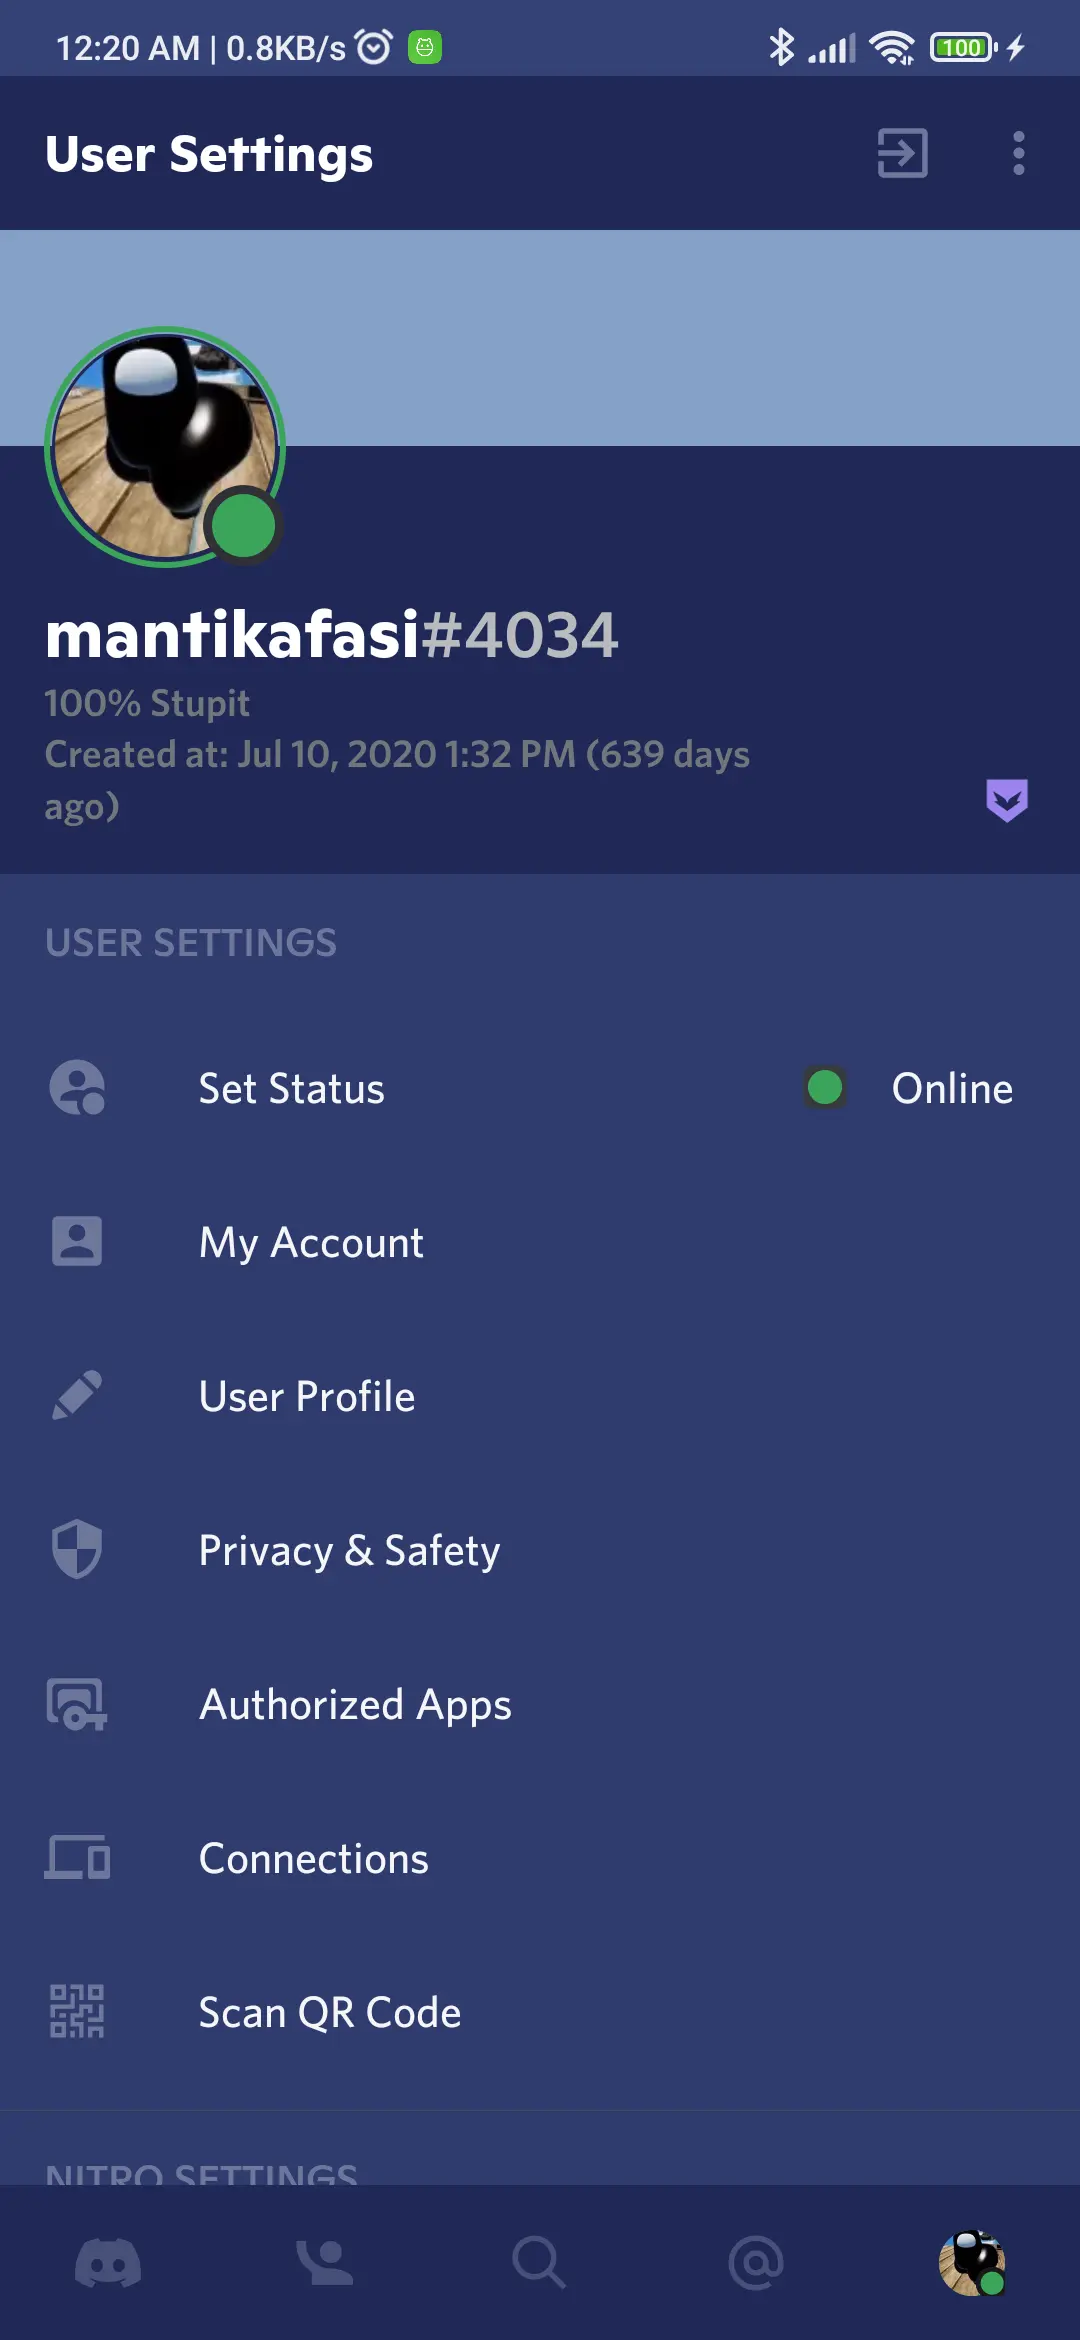 12:20 AM | 0.8KB/s
100
User Settings
mantikafasi#4034
100% Stupit
Created at: Jul 10, 2020 1:32 PM (639 days
ago)
USER SETTINGS
Set Status
Online
My Account
User Profile
Privacy & Safety
Authorized Apps
Connections
Scan QR Code
NITRO SETTINGS